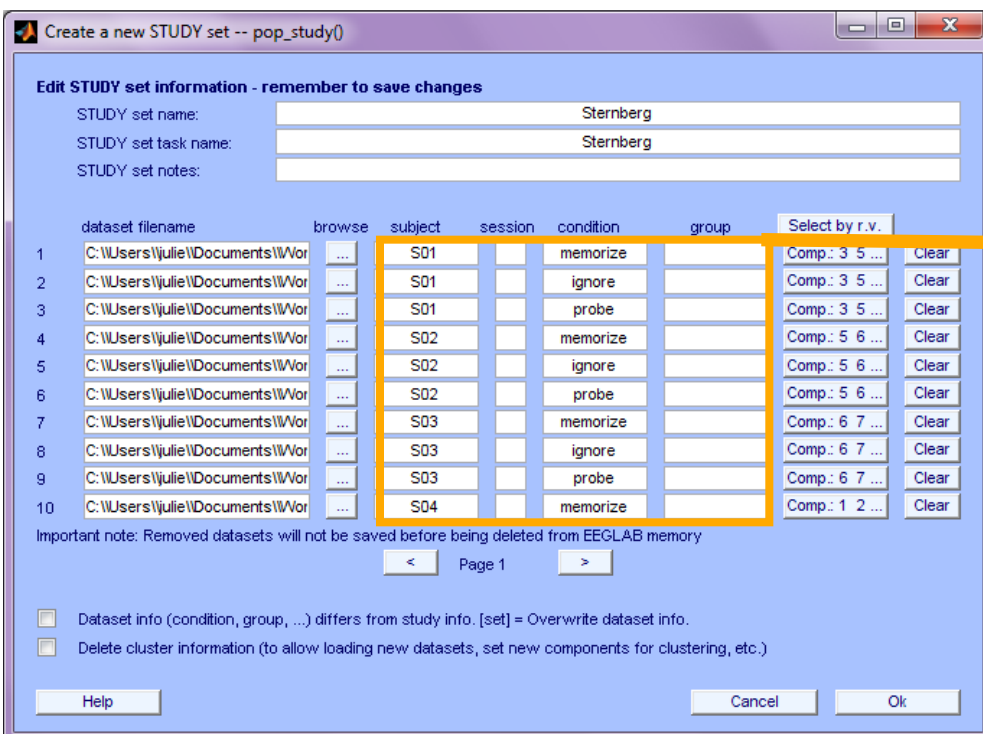 Create a new STUDY set -- pop_study()
Edit STUDY set information - remember to save changes
STUDY set name: Sternberg
STUDY set task name: Sternberg
STUDY set notes:
dataset filename browse subject session condition group Select by r.v.
1 C:\\Users\\julie\\Documents\\Wor ... S01 memorize Comp.: 3 5 ... Clear
2 C:\\Users\\julie\\Documents\\Wor ... S01 ignore Comp.: 3 5 ... Clear
3 C:\\Users\\julie\\Documents\\Wor ... S01 probe Comp.: 3 5 ... Clear
4 C:\\Users\\julie\\Documents\\Wor ... S02 memorize Comp.: 5 6 ... Clear
5 C:\\Users\\julie\\Documents\\Wor ... S02 ignore Comp.: 5 6 ... Clear
6 C:\\Users\\julie\\Documents\\Wor ... S02 probe Comp.: 5 6 ... Clear
7 C:\\Users\\julie\\Documents\\Wor ... S03 memorize Comp.: 6 7 ... Clear
8 C:\\Users\\julie\\Documents\\Wor ... S03 ignore Comp.: 6 7 ... Clear
9 C:\\Users\\julie\\Documents\\Wor ... S03 probe Comp.: 6 7 ... Clear
10 C:\\Users\\julie\\Documents\\Wor ... S04 memorize Comp.: 1 2 ... Clear
Important note: Removed datasets will not be saved before being deleted from EEGLAB memory
< Page 1 >
Dataset info (condition, group, ...) differs from study info. [set] = Overwrite dataset info.
Delete cluster information (to allow loading new datasets, set new components for clustering, etc.)
Help Cancel Ok